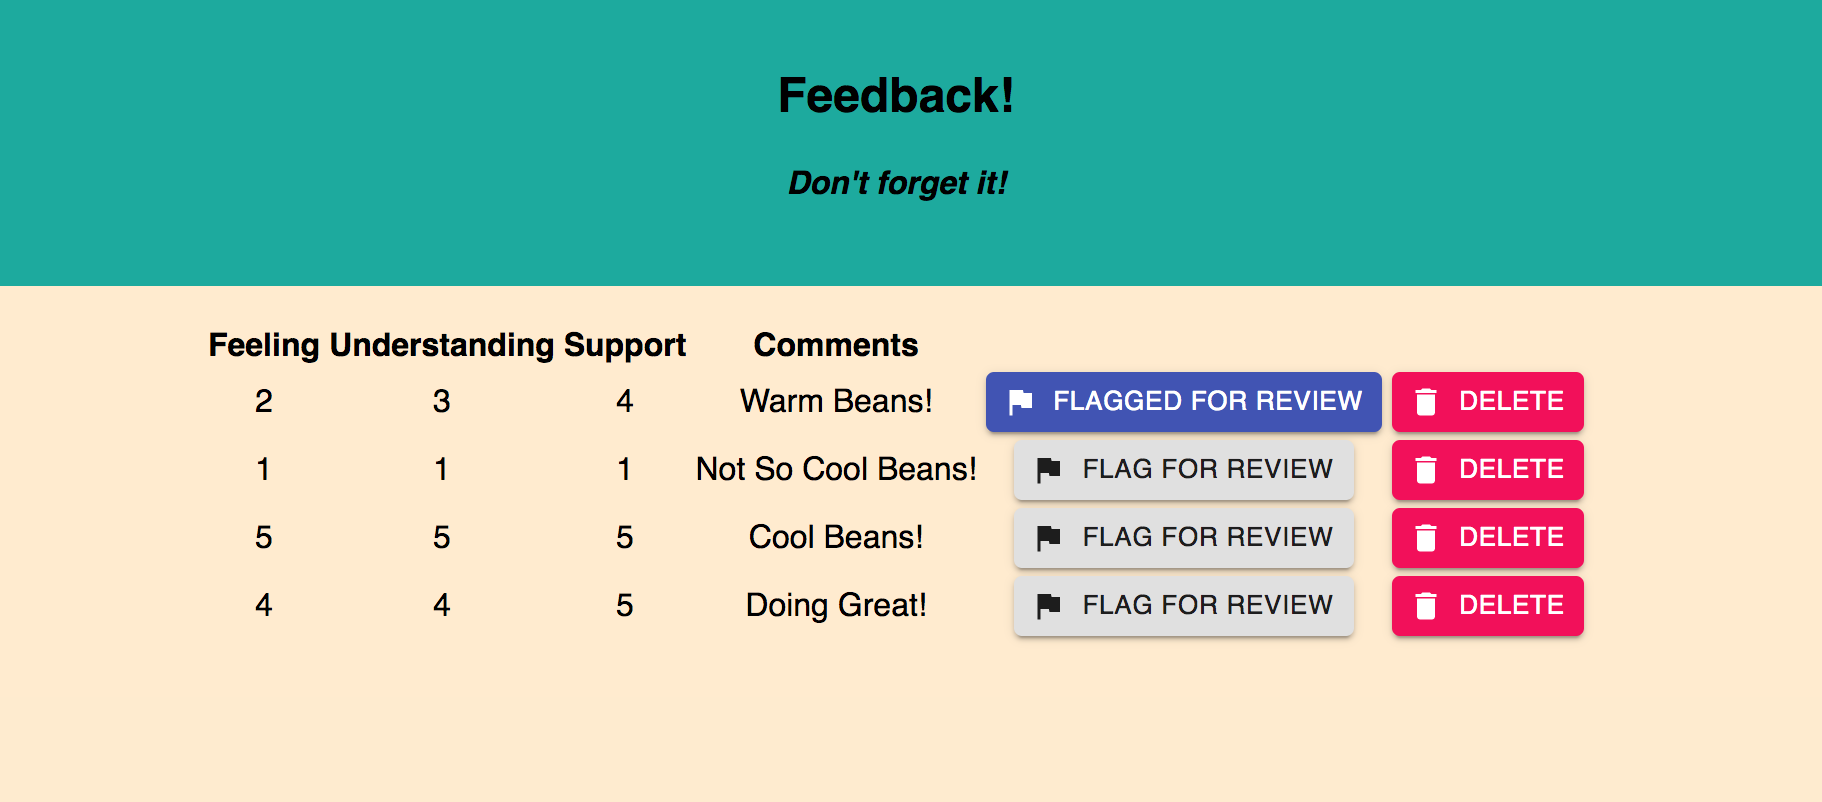 Feedback!
Don't forget it!
Feeling Understanding Support Comments
2 3 4 Warm Beans! FLAGGED FOR REVIEW DELETE
1 1 1 Not So Cool Beans! FLAG FOR REVIEW DELETE
5 5 5 Cool Beans! FLAG FOR REVIEW DELETE
4 4 5 Doing Great! FLAG FOR REVIEW DELETE